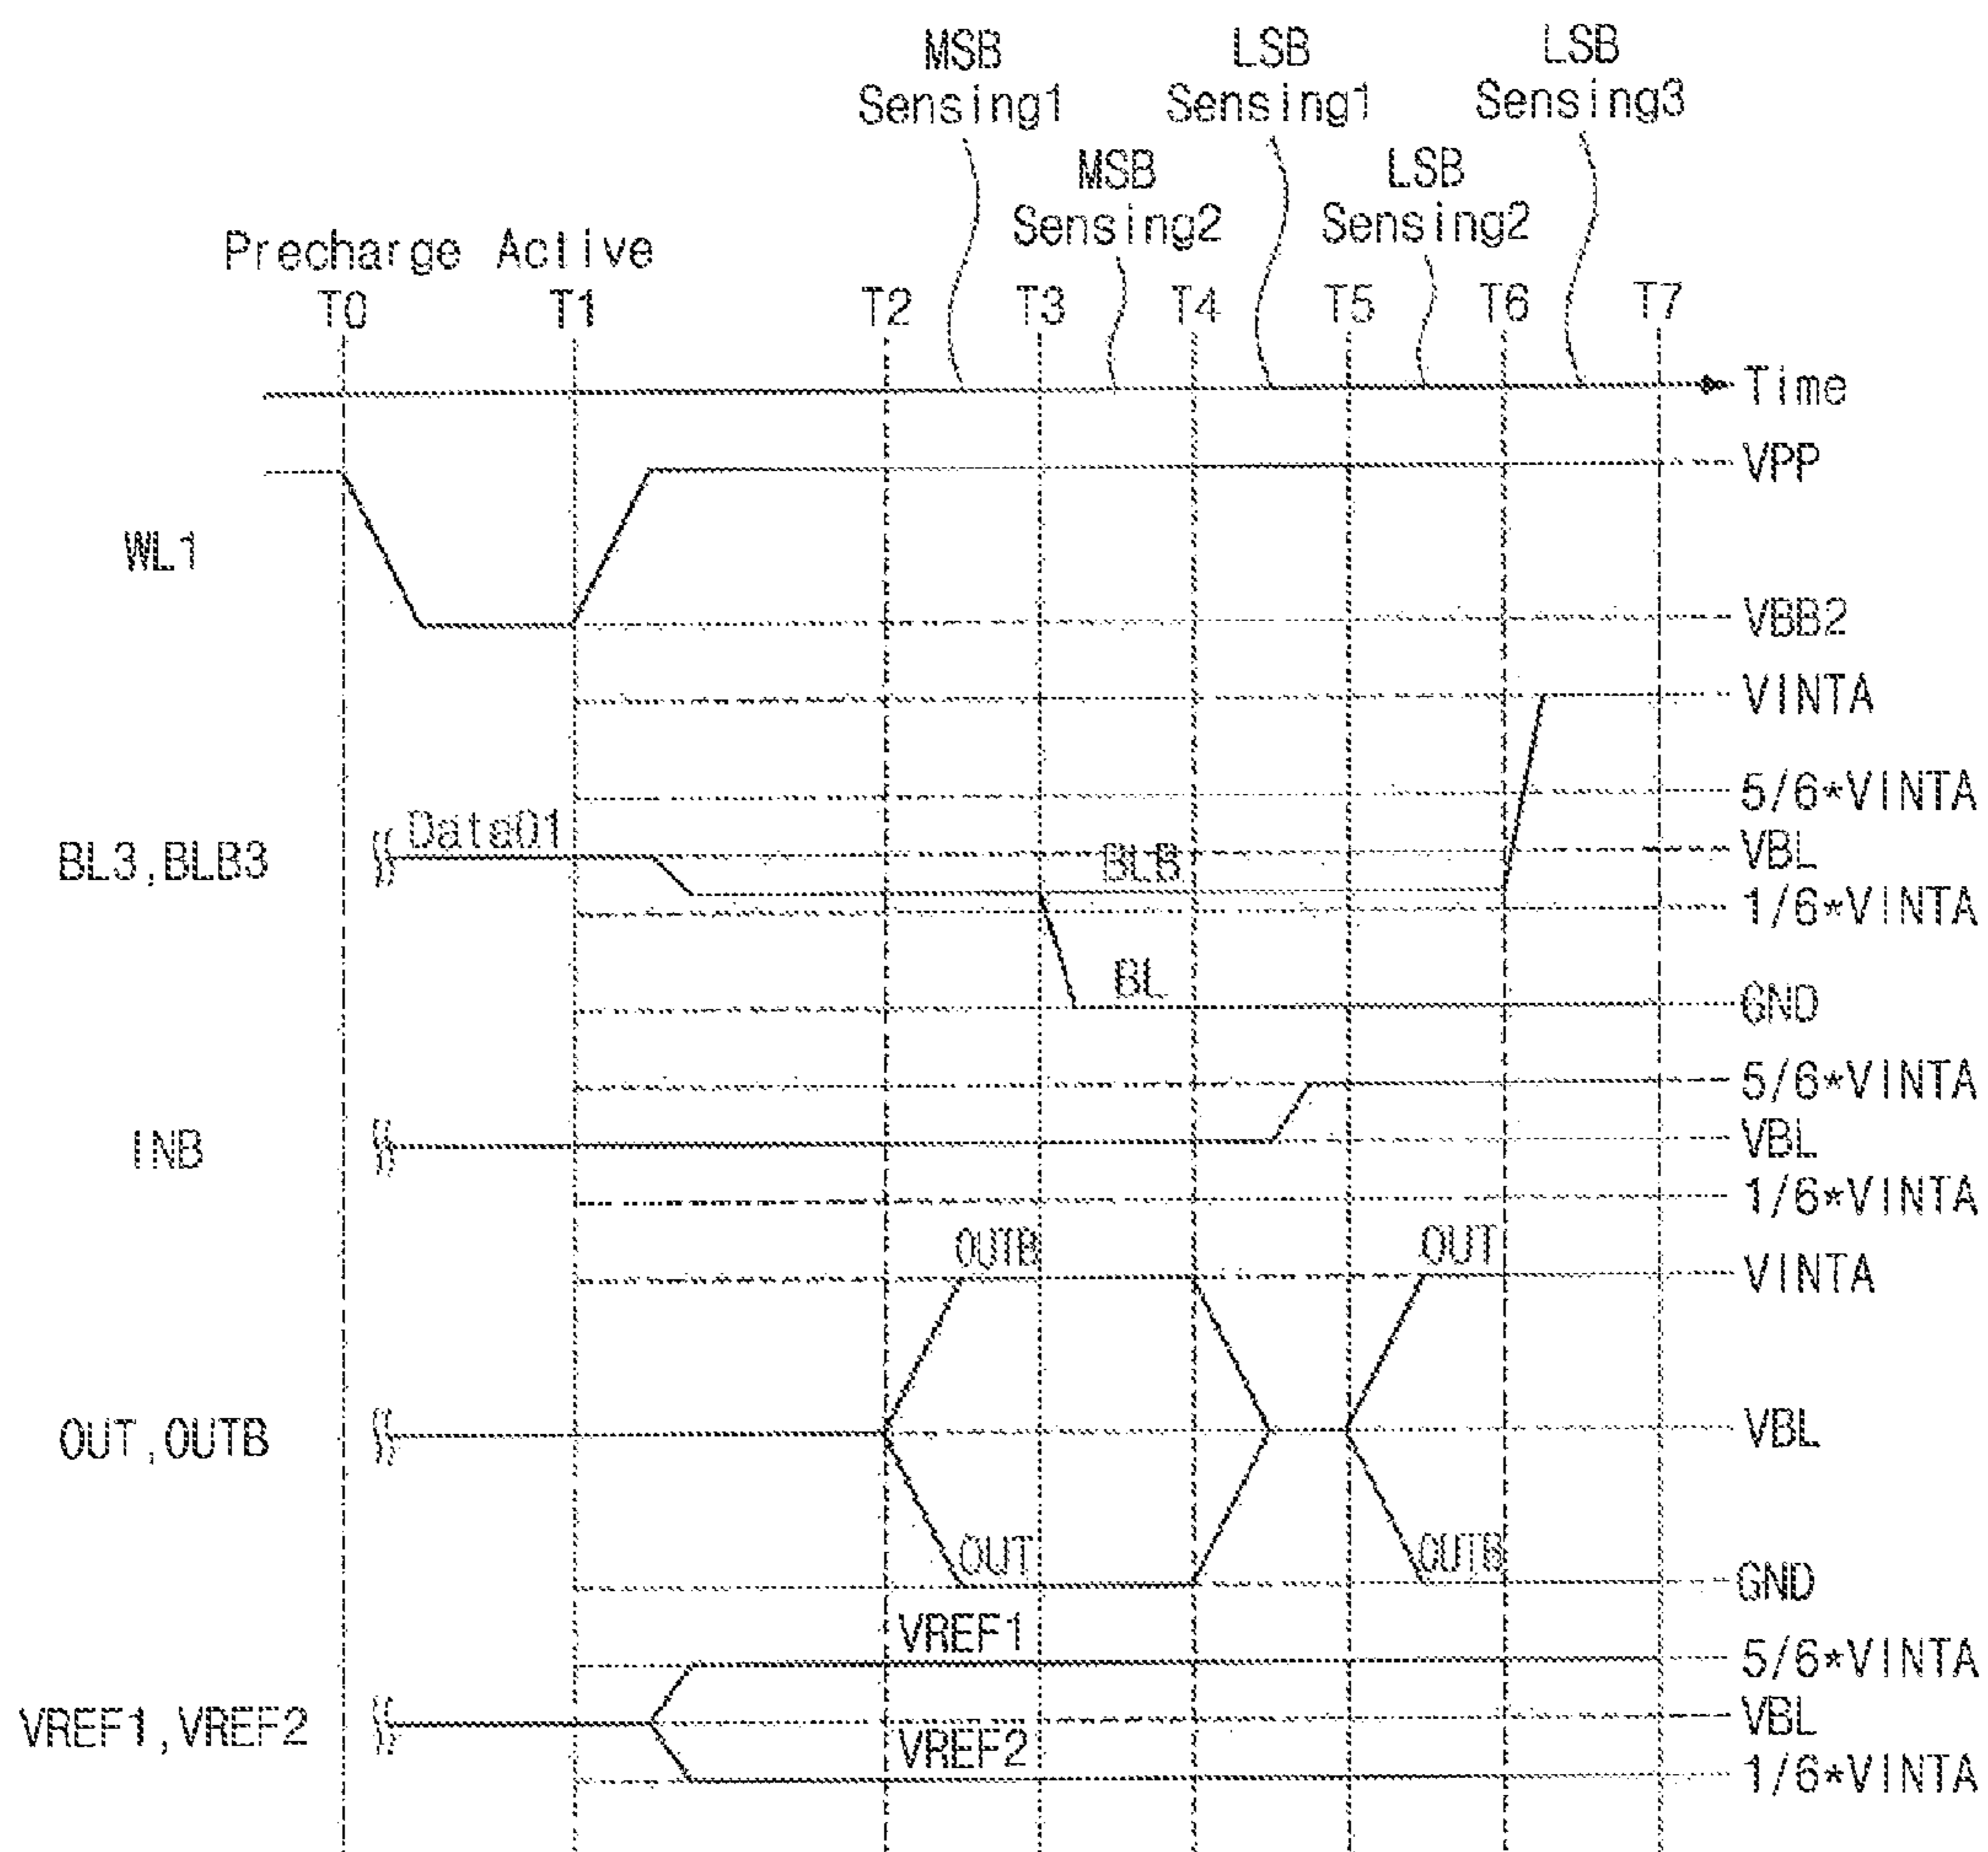 MSB
Sensing1
LSB
Sensing1
LSB
Sensing3
MSB
Sensing2
LSB
Sensing2
Precharge Active
T0 T1 T2 T3 T4 T5 T6 T7
Time
VPP
WL1
VBB2
VINTA
5/6*VINTA
Data01
BL3,BLB3
BLB
VBL
1/6*VINTA
BL
GND
5/6*VINTA
INB
VBL
1/6*VINTA
OUTB
OUT
VINTA
OUT,OUTB
VBL
OUT
OUTB
GND
VREF1
5/6*VINTA
VREF1,VREF2
VBL
VREF2
1/6*VINTA